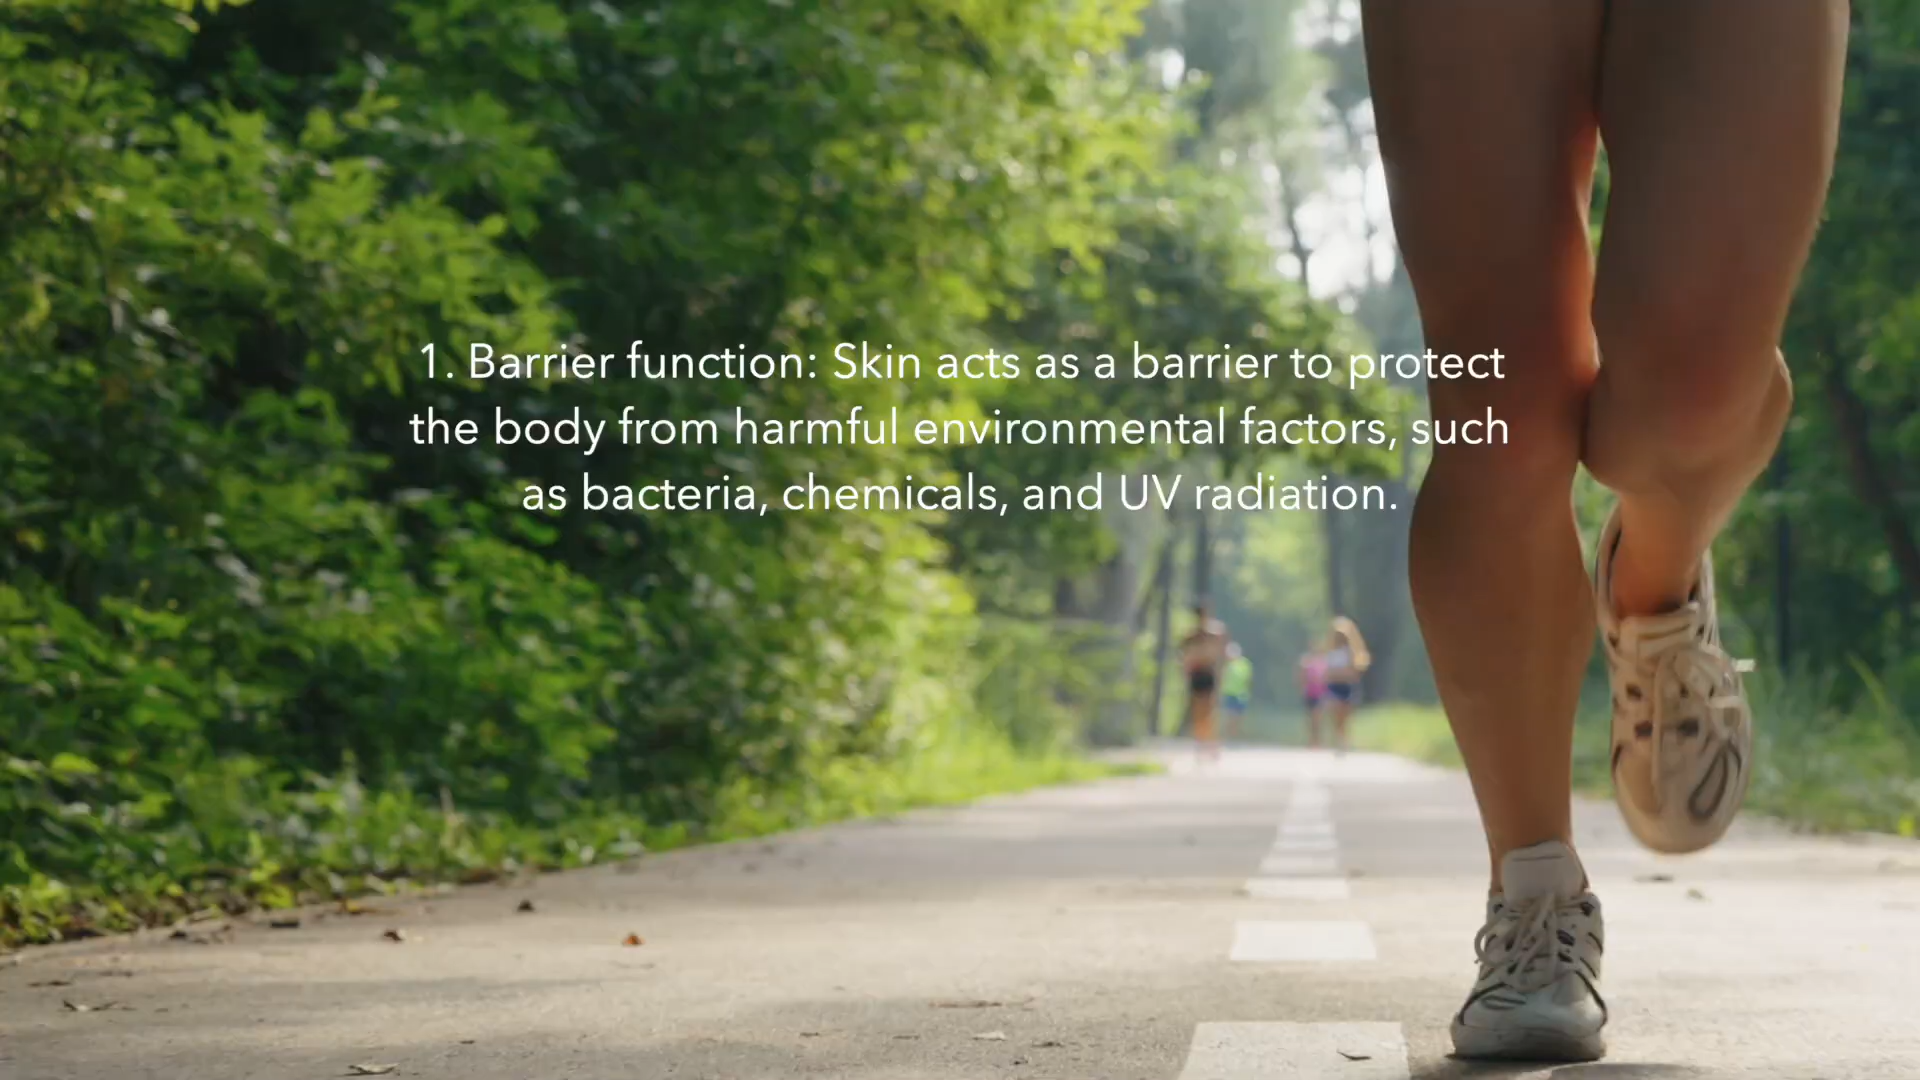 1. Barrier function: Skin acts as a barrier to protect
the body from harmful environmental factors, such
as bacteria, chemicals, and UV radiation.